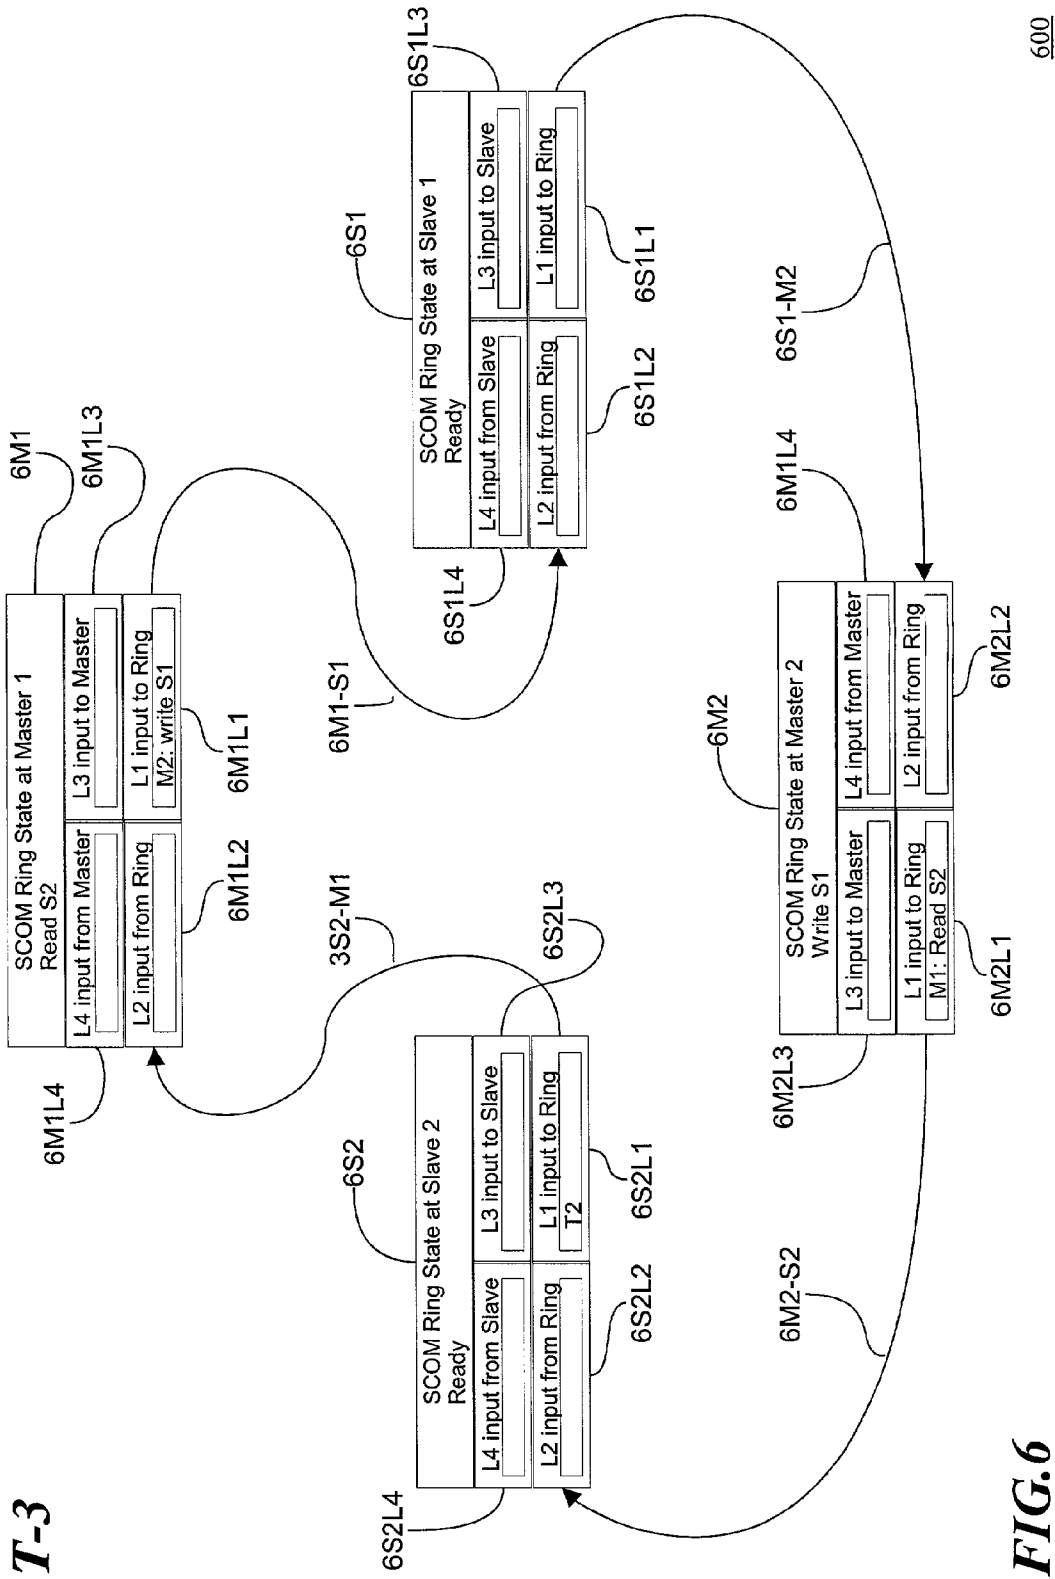 T-3
6M1
SCOM Ring State at Master 1
Read S2
L4 input from Master
L3 input to Master
L2 input from Ring
L1 input to Ring
M2: write S1
6M1L4
6M1L3
6M1L2
6M1L1
3S2-M1
6M1-S1
6S2
SCOM Ring State at Slave 2
Ready
L4 input from Slave
L3 input to Slave
L2 input from Ring
L1 input to Ring
T2
6S2L4
6S2L3
6S2L2
6S2L1
6S1
SCOM Ring State at Slave 1
Ready
L4 input from Slave
L3 input to Slave
L2 input from Ring
L1 input to Ring
6S1L4
6S1L3
6S1L2
6S1L1
6M2-S2
6S1-M2
6M2
SCOM Ring State at Master 2
Write S1
L3 input to Master
L4 input from Master
L1 input to Ring
M1: Read S2
L2 input from Ring
6M2L3
6M1L4
6M2L1
6M2L2
FIG.6
600